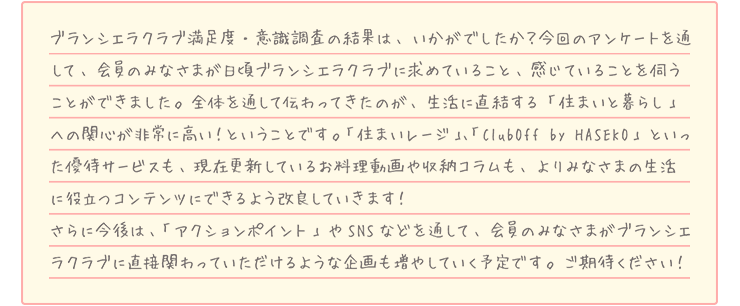 ブランシエラクラブ満足度・意識調査の結果は、いかがでしたか？今回のアンケートを通
して、会員のみなさまが日頃ブランシエラクラブに求めていること、感じていることを伺う
ことができました。全体を通して伝わってきたのが、生活に直結する「住まいと暮らし」
への関心が非常に高い！ということです。「住まいレージ」、「ClubOff by HASEKO」といっ
た優待サービスも、現在更新しているお料理動画や収納コラムも、よりみなさまの生活
に役立つコンテンツにできるよう改良していきます！
さらに今後は、「アクションポイント」やSNSなどを通して、会員のみなさまがブランシエ
ラクラブに直接関わっていただけるような企画も増やしていく予定です。ご期待ください！